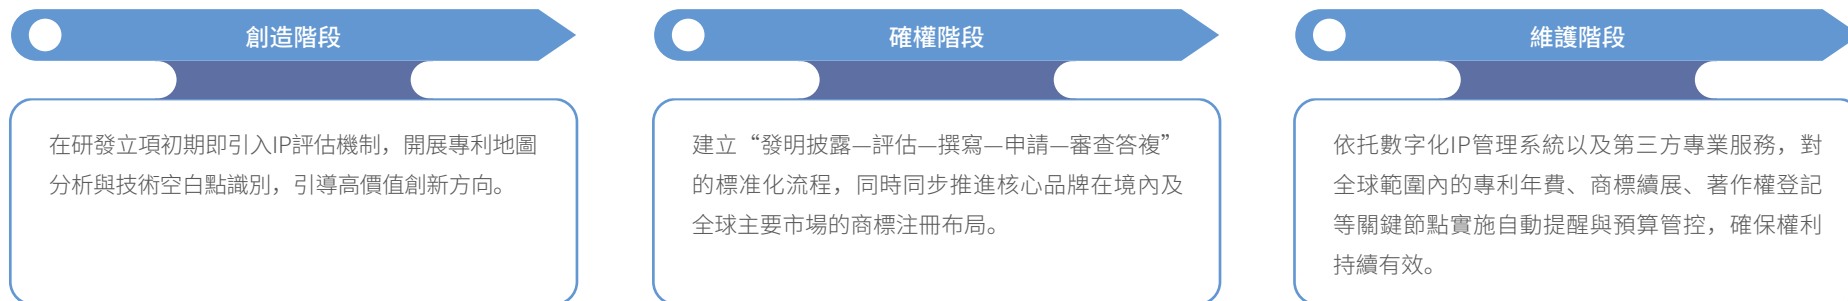 創造階段
在研發立項初期即引入IP評估機制，開展專利地圖
分析與技術空白點識別，引導高價值創新方向。
確權階段
建立“發明披露—評估—撰寫—申請—審查答複”
的標准化流程，同時同步推進核心品牌在境內及
全球主要市場的商標注冊布局。
維護階段
依托數字化IP管理系統以及第三方專業服務，對
全球範圍內的專利年費、商標續展、著作權登記
等關鍵節點實施自動提醒與預算管控，確保權利
持續有效。